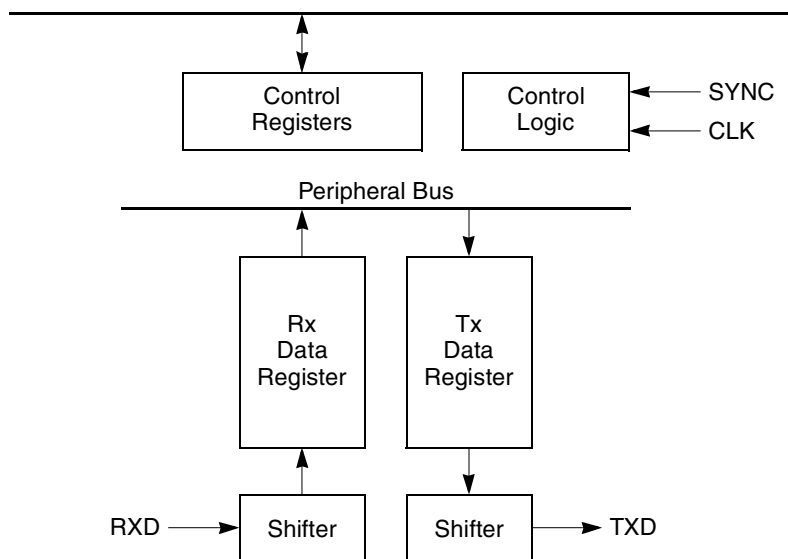 Control
Registers
Control
Logic
SYNC
CLK
Peripheral Bus
Rx
Data
Register
Tx
Data
Register
RXD
Shifter
Shifter
TXD